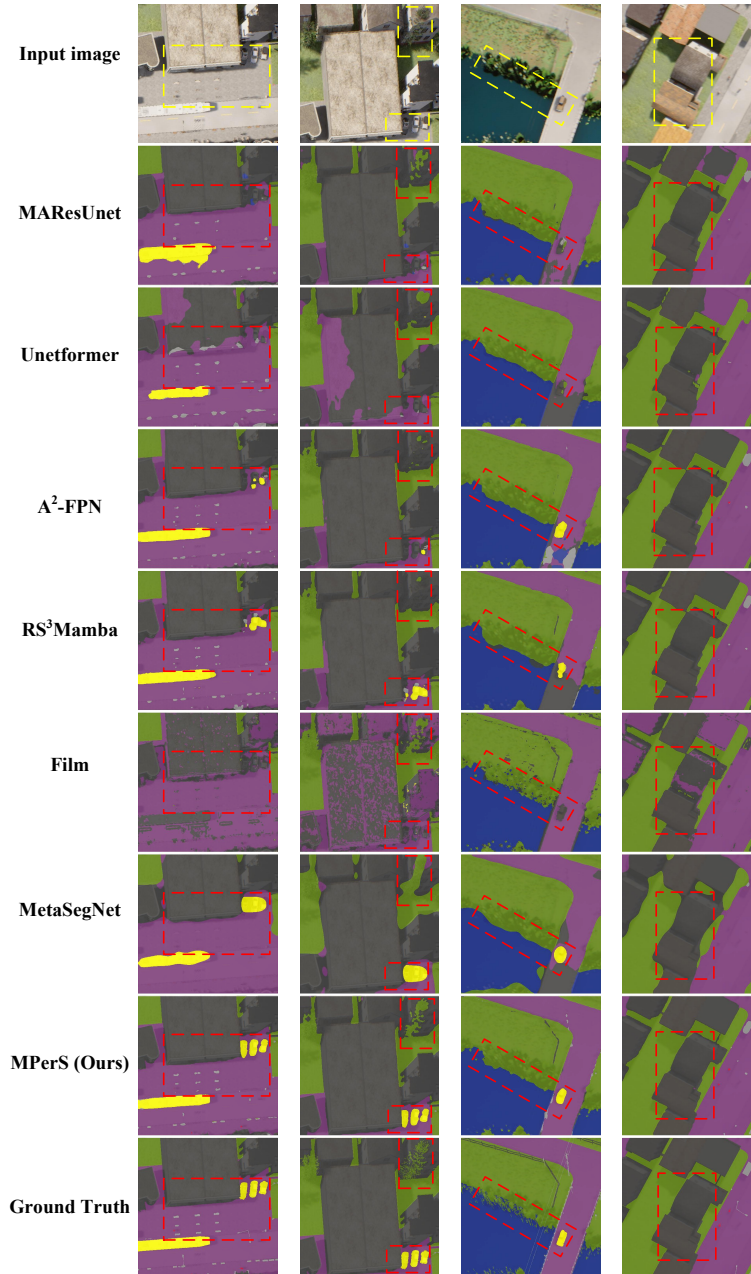 Input image
MAResUnet
Unetformer
A²-FPN
RS³Mamba
Film
MetaSegNet
MPerS (Ours)
Ground Truth